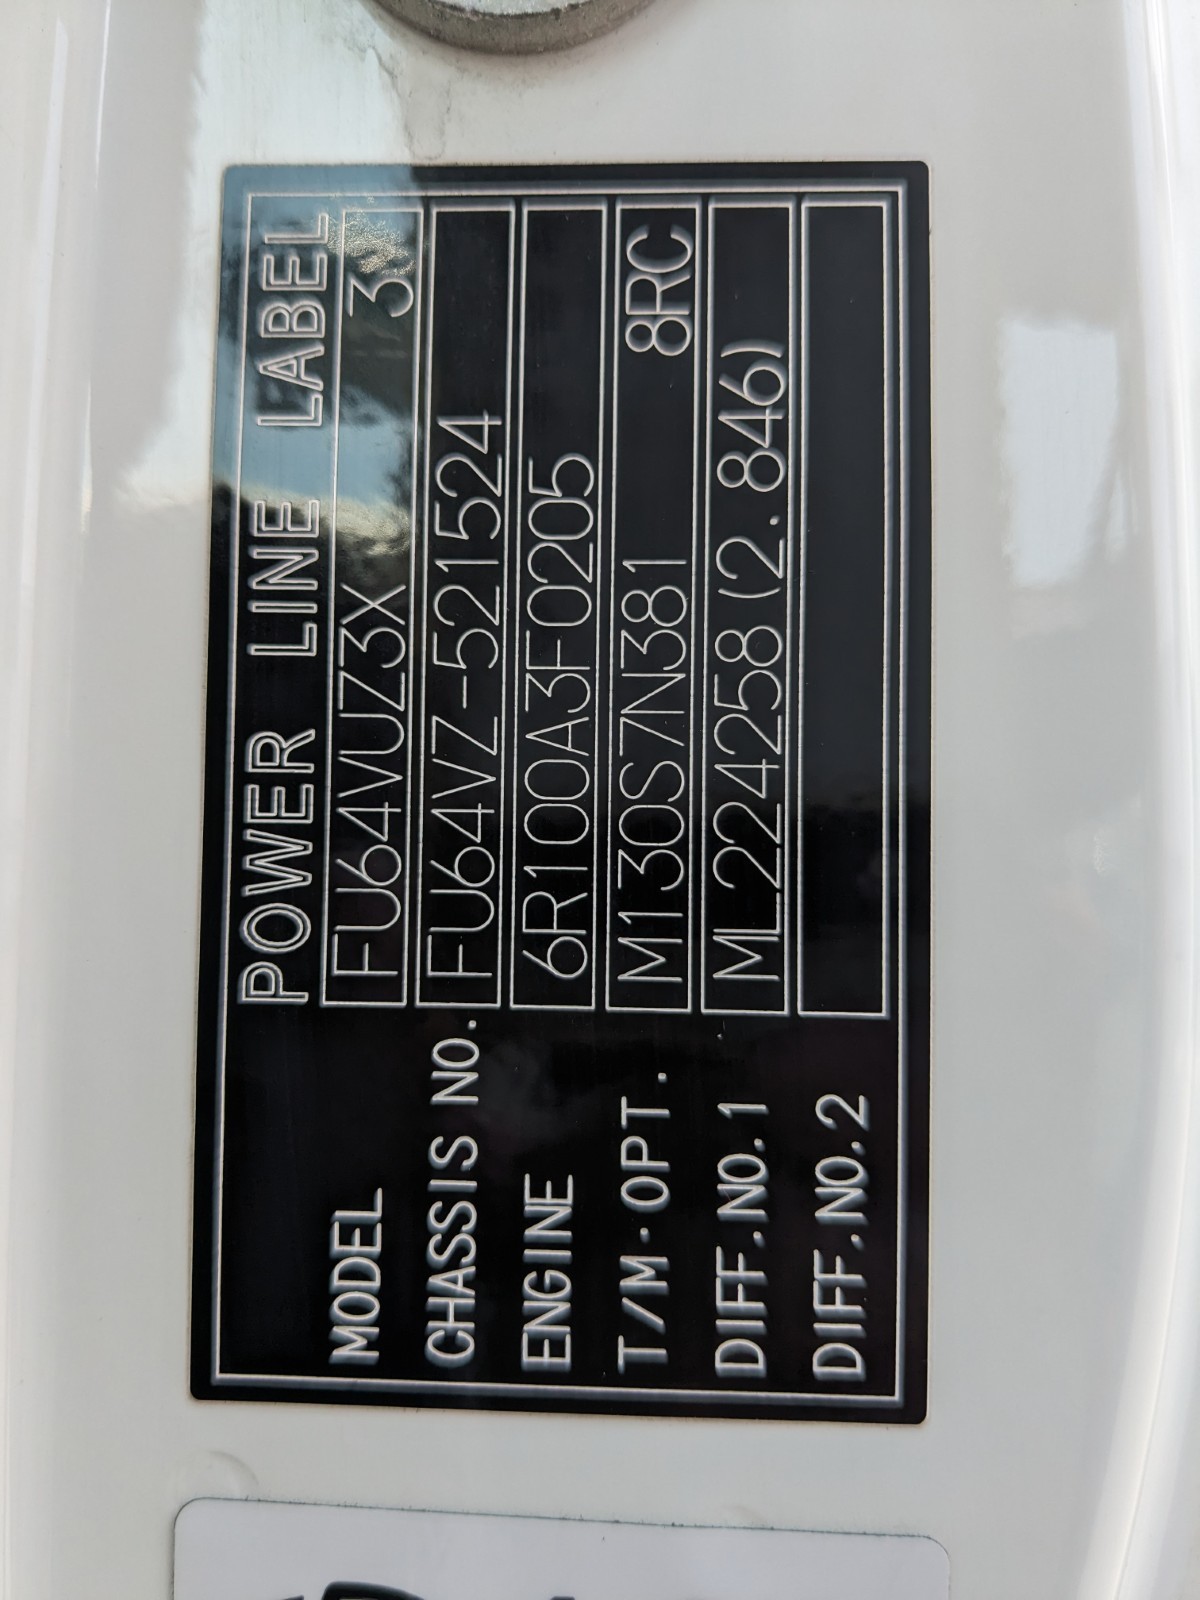 POWER LINE LABEL
MODEL FU64VUZ3X 3
CHASSIS NO. FU64VZ-521524
ENGINE 6R100A3F0205
T/M·OPT. M130S7N381 8RC
DIFF.NO.1 ML224258(2.846)
DIFF.NO.2